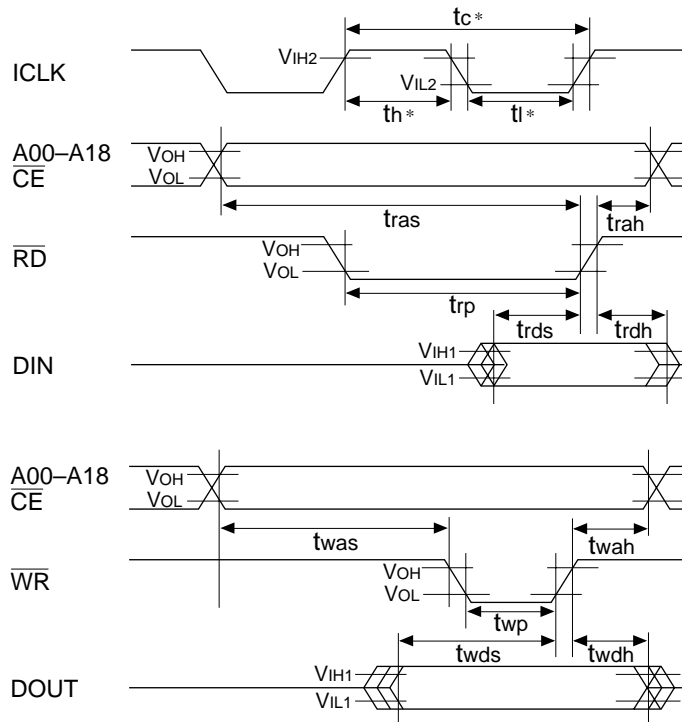 tc*
ICLK
VIH2
VIL2
th*
tl*
A00–A18
CE
VOH
VOL
tras
trah
RD
VOH
VOL
trp
trds
trdh
DIN
VIH1
VIL1
A00–A18
CE
VOH
VOL
twas
twah
WR
VOH
VOL
twp
twds
twdh
DOUT
VIH1
VIL1